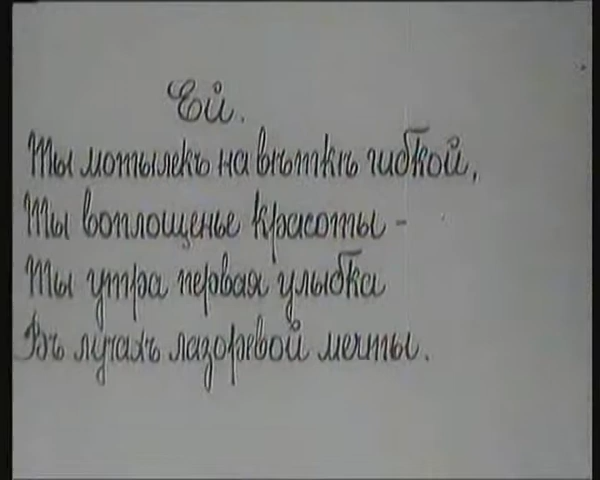 Ей.
Ты мотылекъ на вѣткѣ гибкой,
Ты воплощенье красоты -
Ты утра первая улыбка
Въ лучахъ лазоревой мечты.